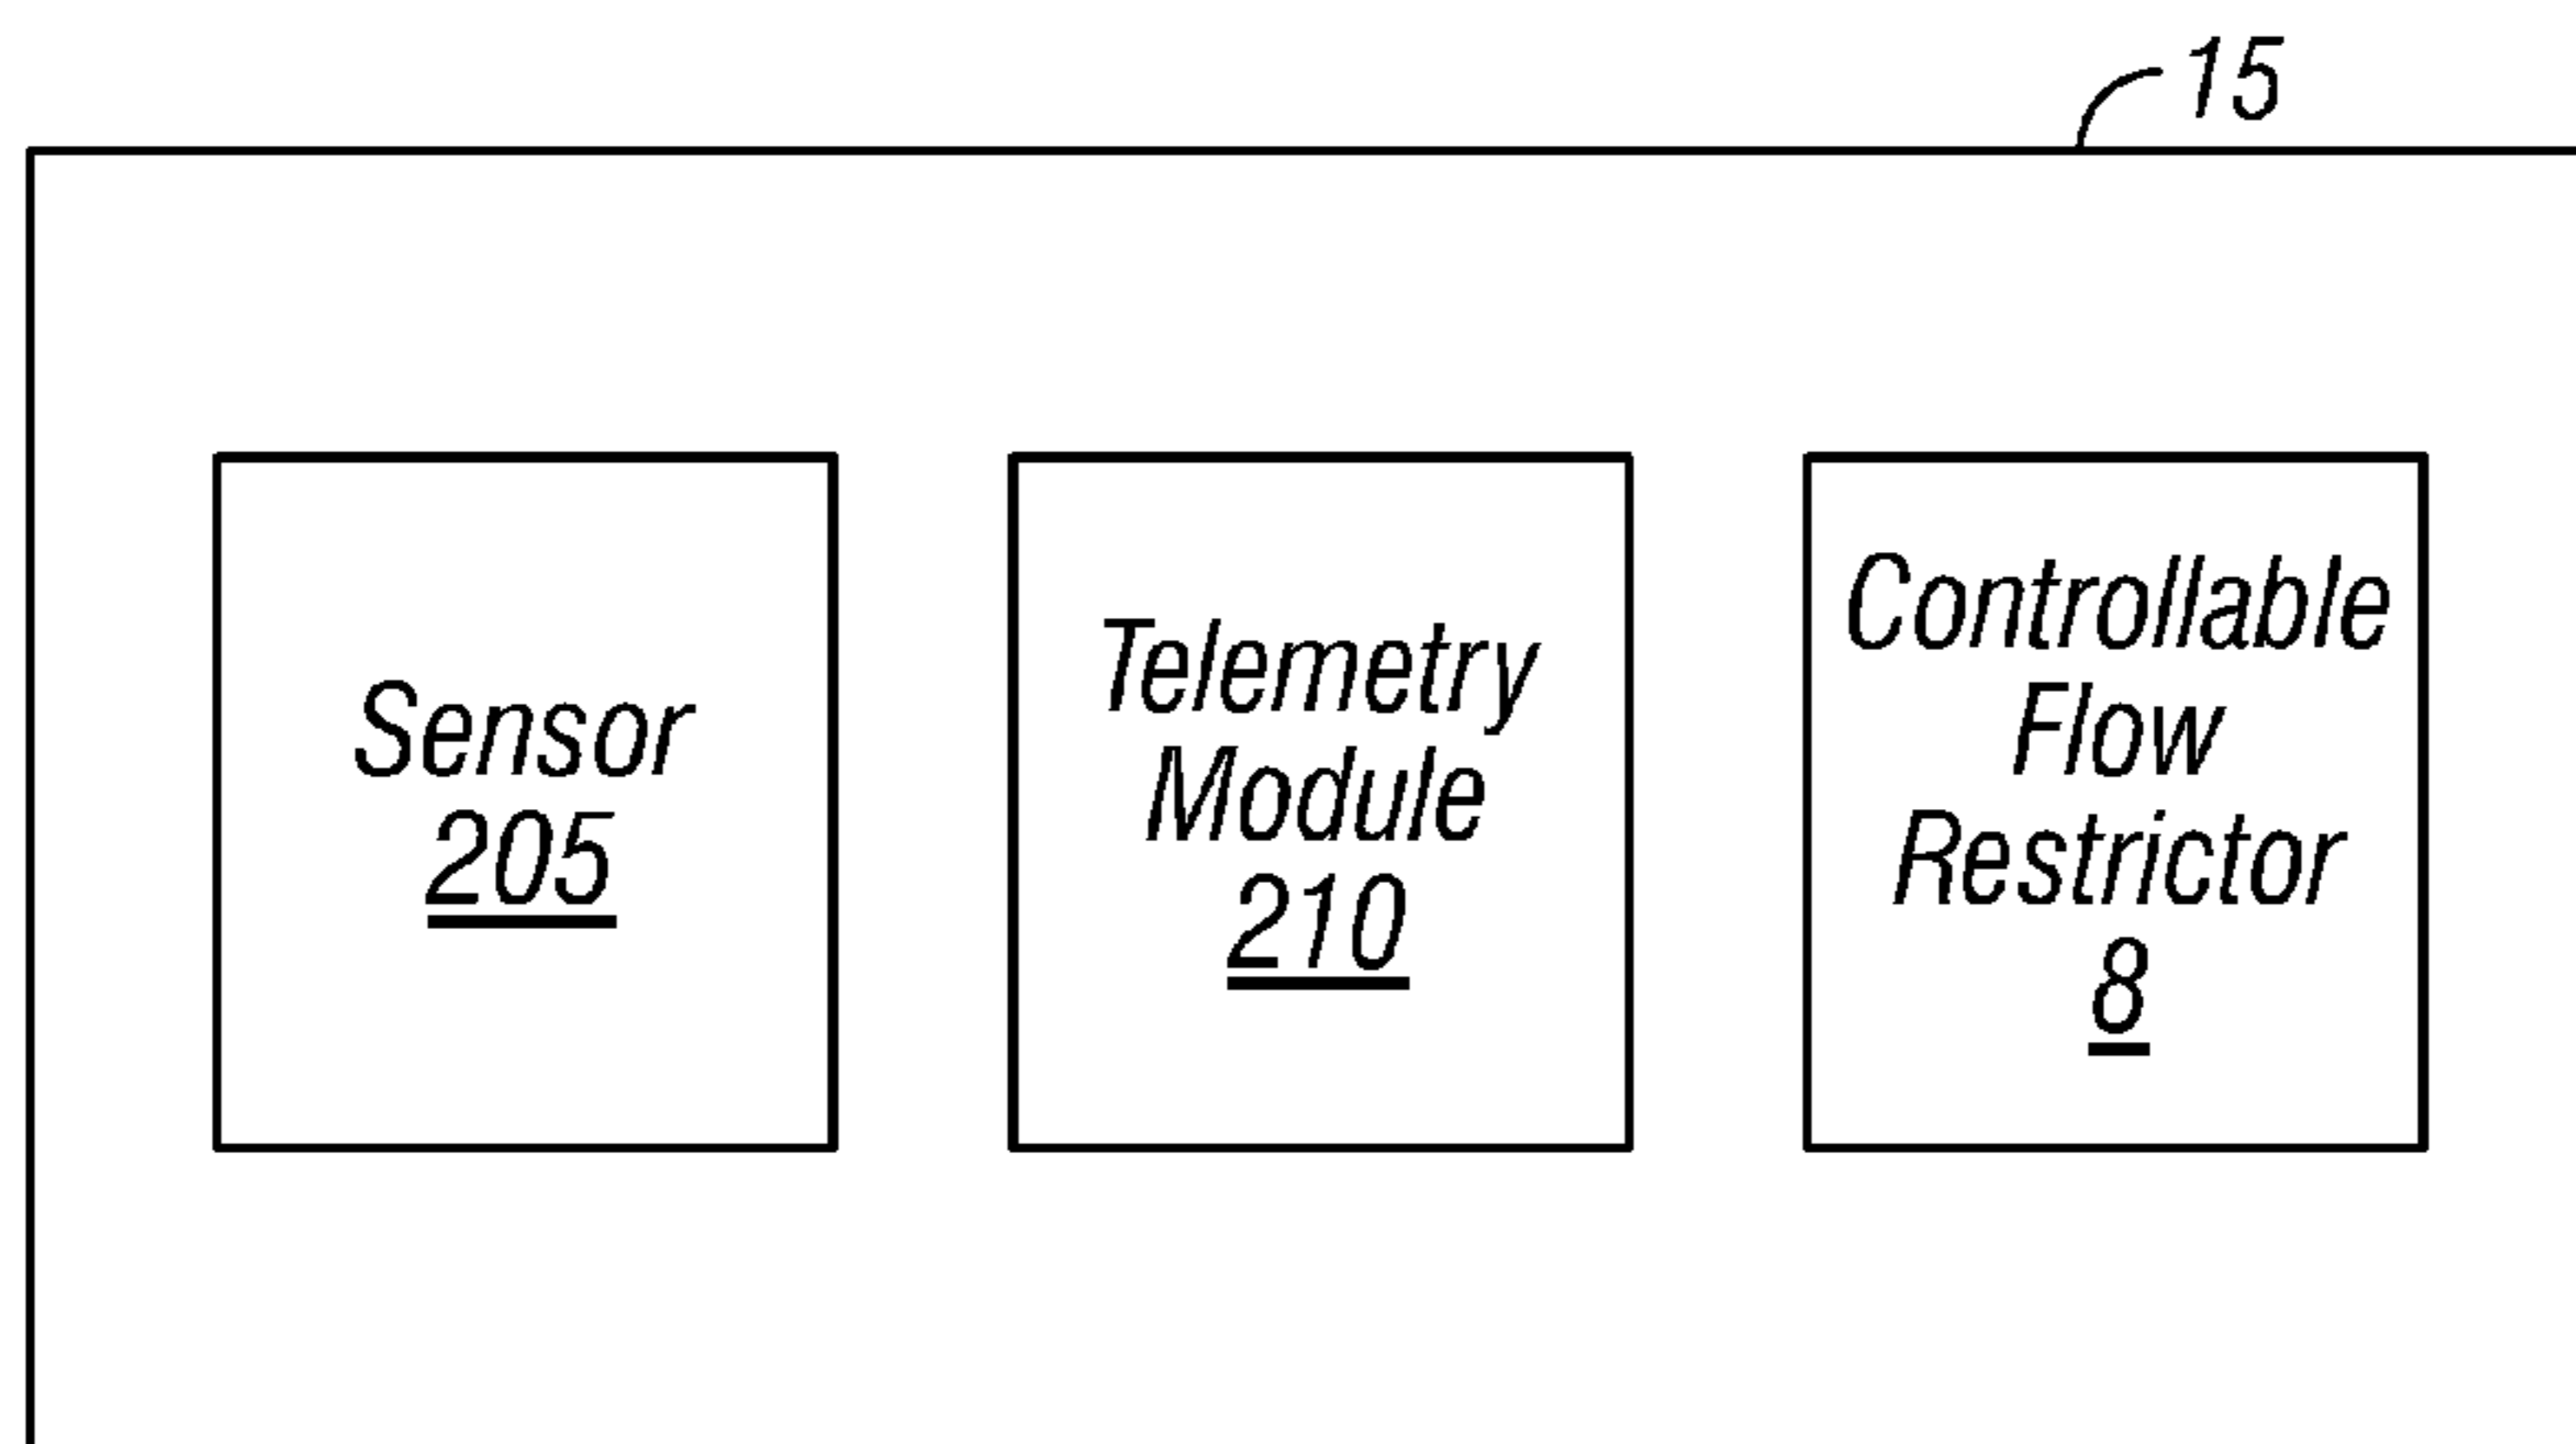 15
Sensor
205
Telemetry
Module
210
Controllable
Flow
Restrictor
8